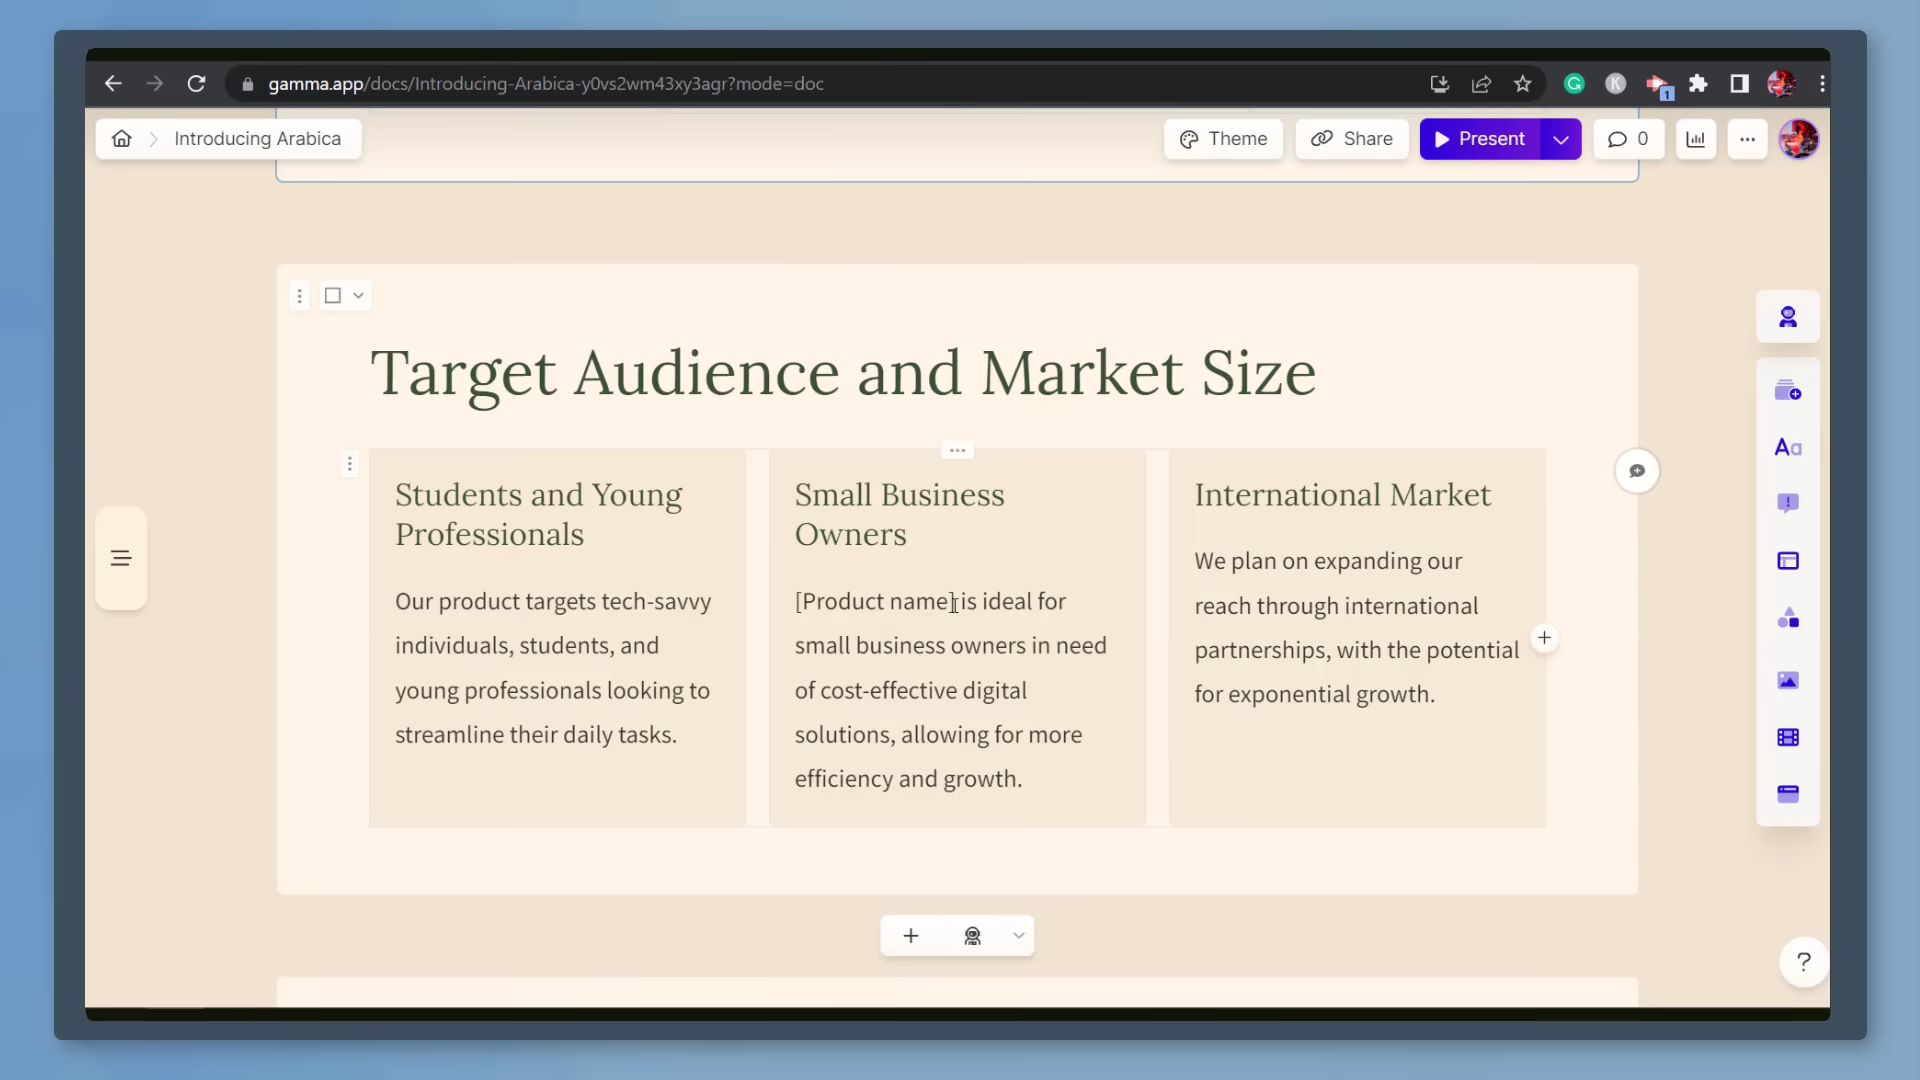 gamma.app/docs/Introducing-Arabica-y0vs2wm43xy3agr?mode=doc
G
K
1
Introducing Arabica
Theme
Share
Present
0
Target Audience and Market Size
Students and Young
Professionals
Our product targets tech-savvy
individuals, students, and
young professionals looking to
streamline their daily tasks.
Small Business
Owners
[Product name] is ideal for
small business owners in need
of cost-effective digital
solutions, allowing for more
efficiency and growth.
International Market
We plan on expanding our
reach through international
partnerships, with the potential
for exponential growth.
Aa
?